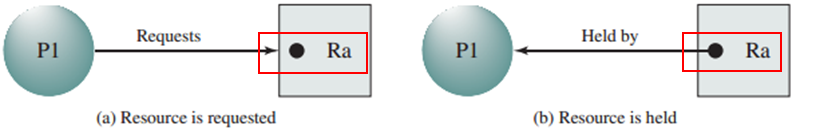 Requests
P1
Ra
(a) Resource is requested
Held by
P1
Ra
(b) Resource is held